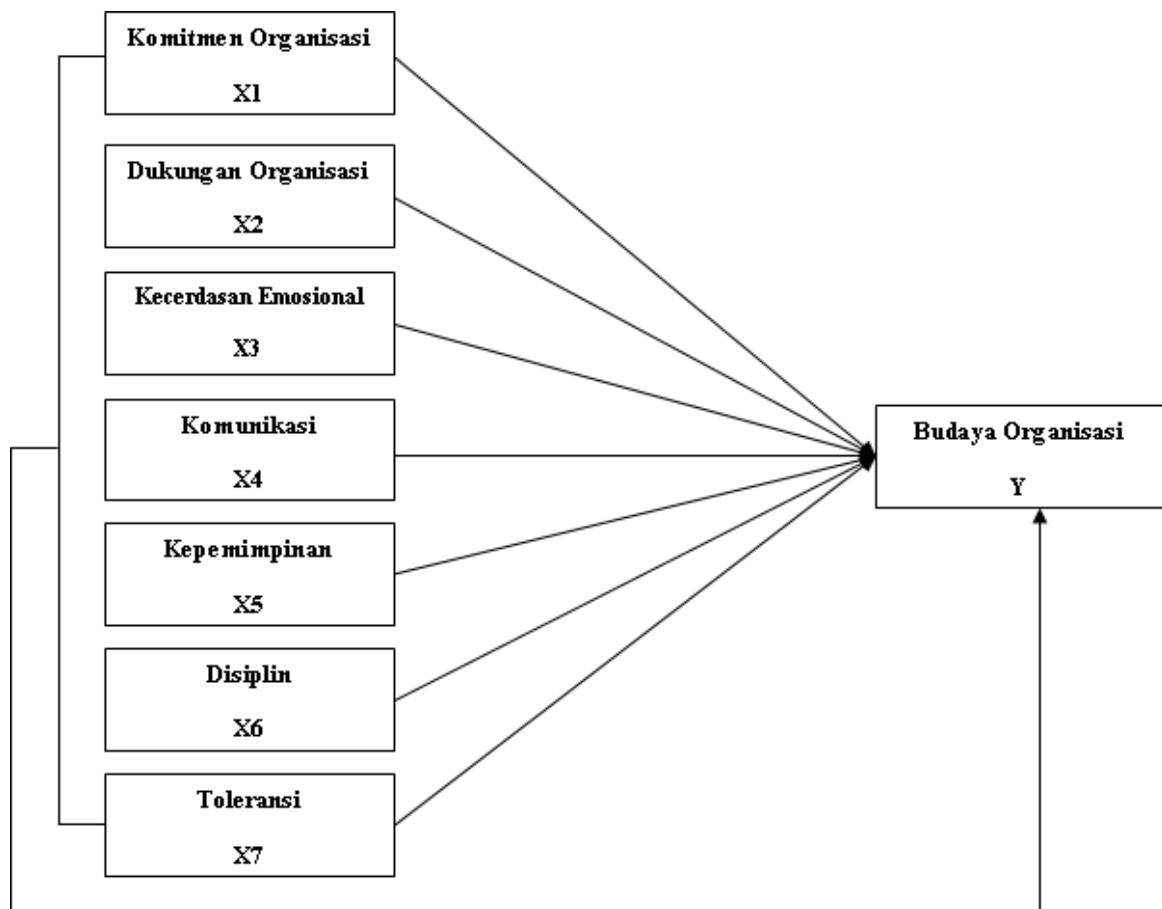 Komitmen Organisasi
X1
Dukungan Organisasi
X2
Kecerdasan Emosional
X3
Komunikasi
X4
Kepemimpinan
X5
Disiplin
X6
Toleransi
X7
Budaya Organisasi
Y